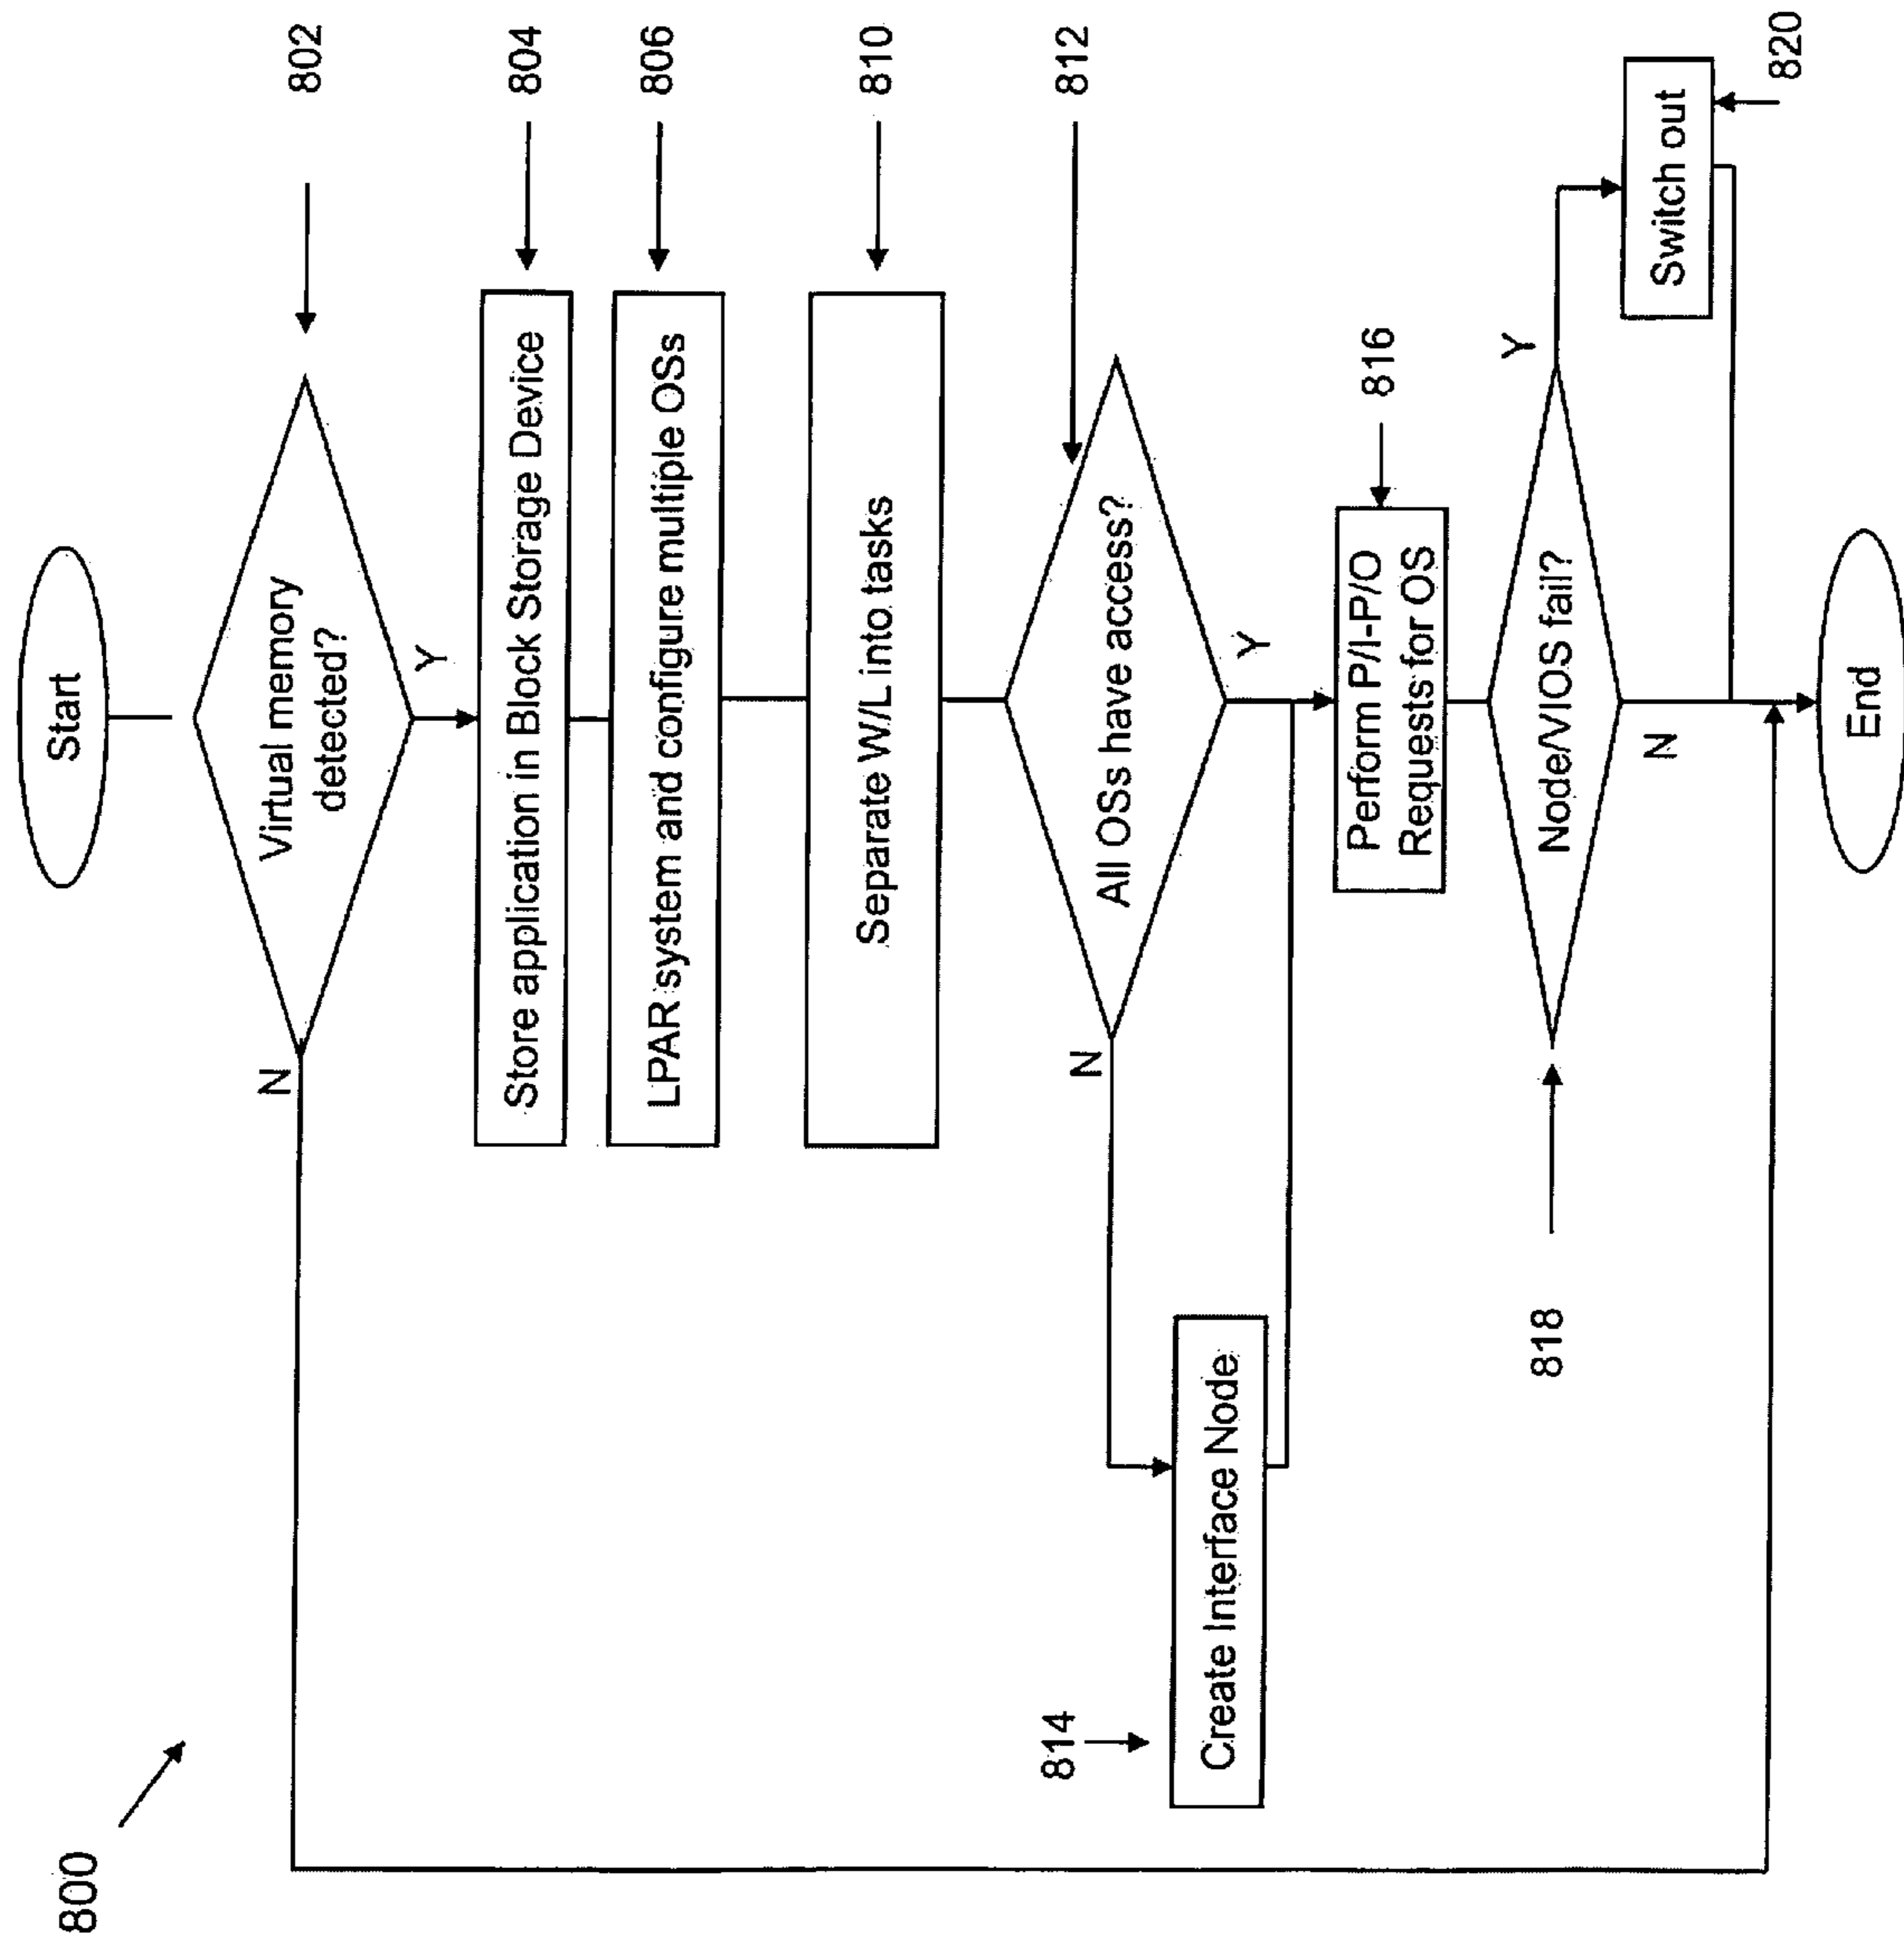 800
Start
802
Virtual memory
detected?
N
Y
804
Store application in Block Storage Device
806
LPAR system and configure multiple OSs
810
Separate W/L into tasks
812
All OSs have access?
N
Y
814
Create Interface Node
816
Perform P/I-P/O
Requests for OS
818
Node/VIOS fail?
Y
N
Switch out
820
End